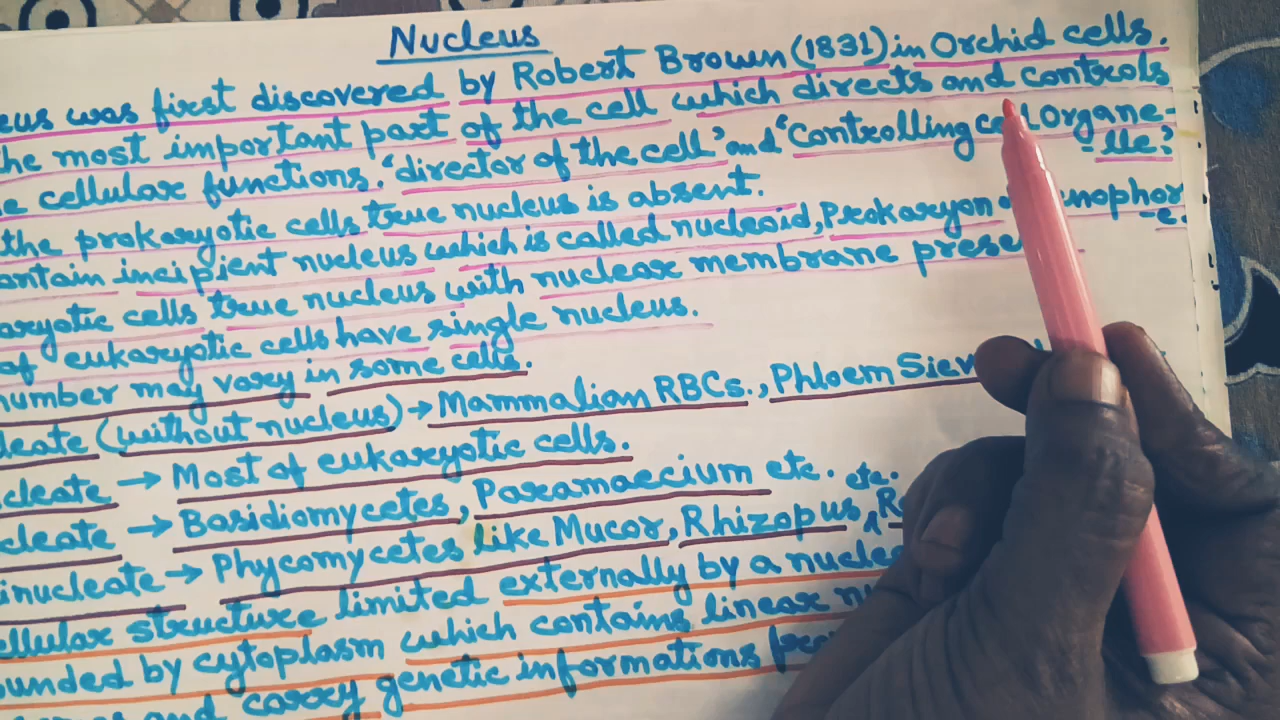 Nucleus
eus was first discovered by Robert Brown (1831) in Orchid cells.
he most important part of the cell which directs and controls
e cellular functions. "director of the cell" and "Controlling cell Organe-
-lle".
the prokaryotic cells true nucleus is absent.
ontain incipient nucleus which is called nucleoid, Prokaryon nophor
-e.
aryotic cells true nucleus with nuclear membrane prese
of eukaryotic cells have single nucleus.
number may vary in some cells.
leate (without nucleus) → Mammalian RBCs., Phloem Siev
cleate → Most of eukaryotic cells.
cleate → Basidiomycetes, Paramaecium etc.
inucleate → Phycomycetes like Mucor, Rhizopus, etc.
ellular structure limited externally by a nucle
ounded by cytoplasm which contains linear
and carry genetic informations